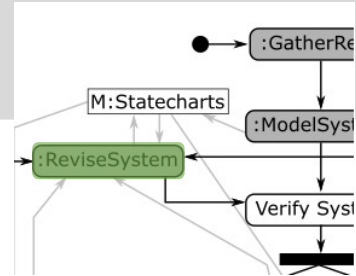 :GatherRe
M:Statecharts
:ModelSyst
:ReviseSystem
Verify Syst